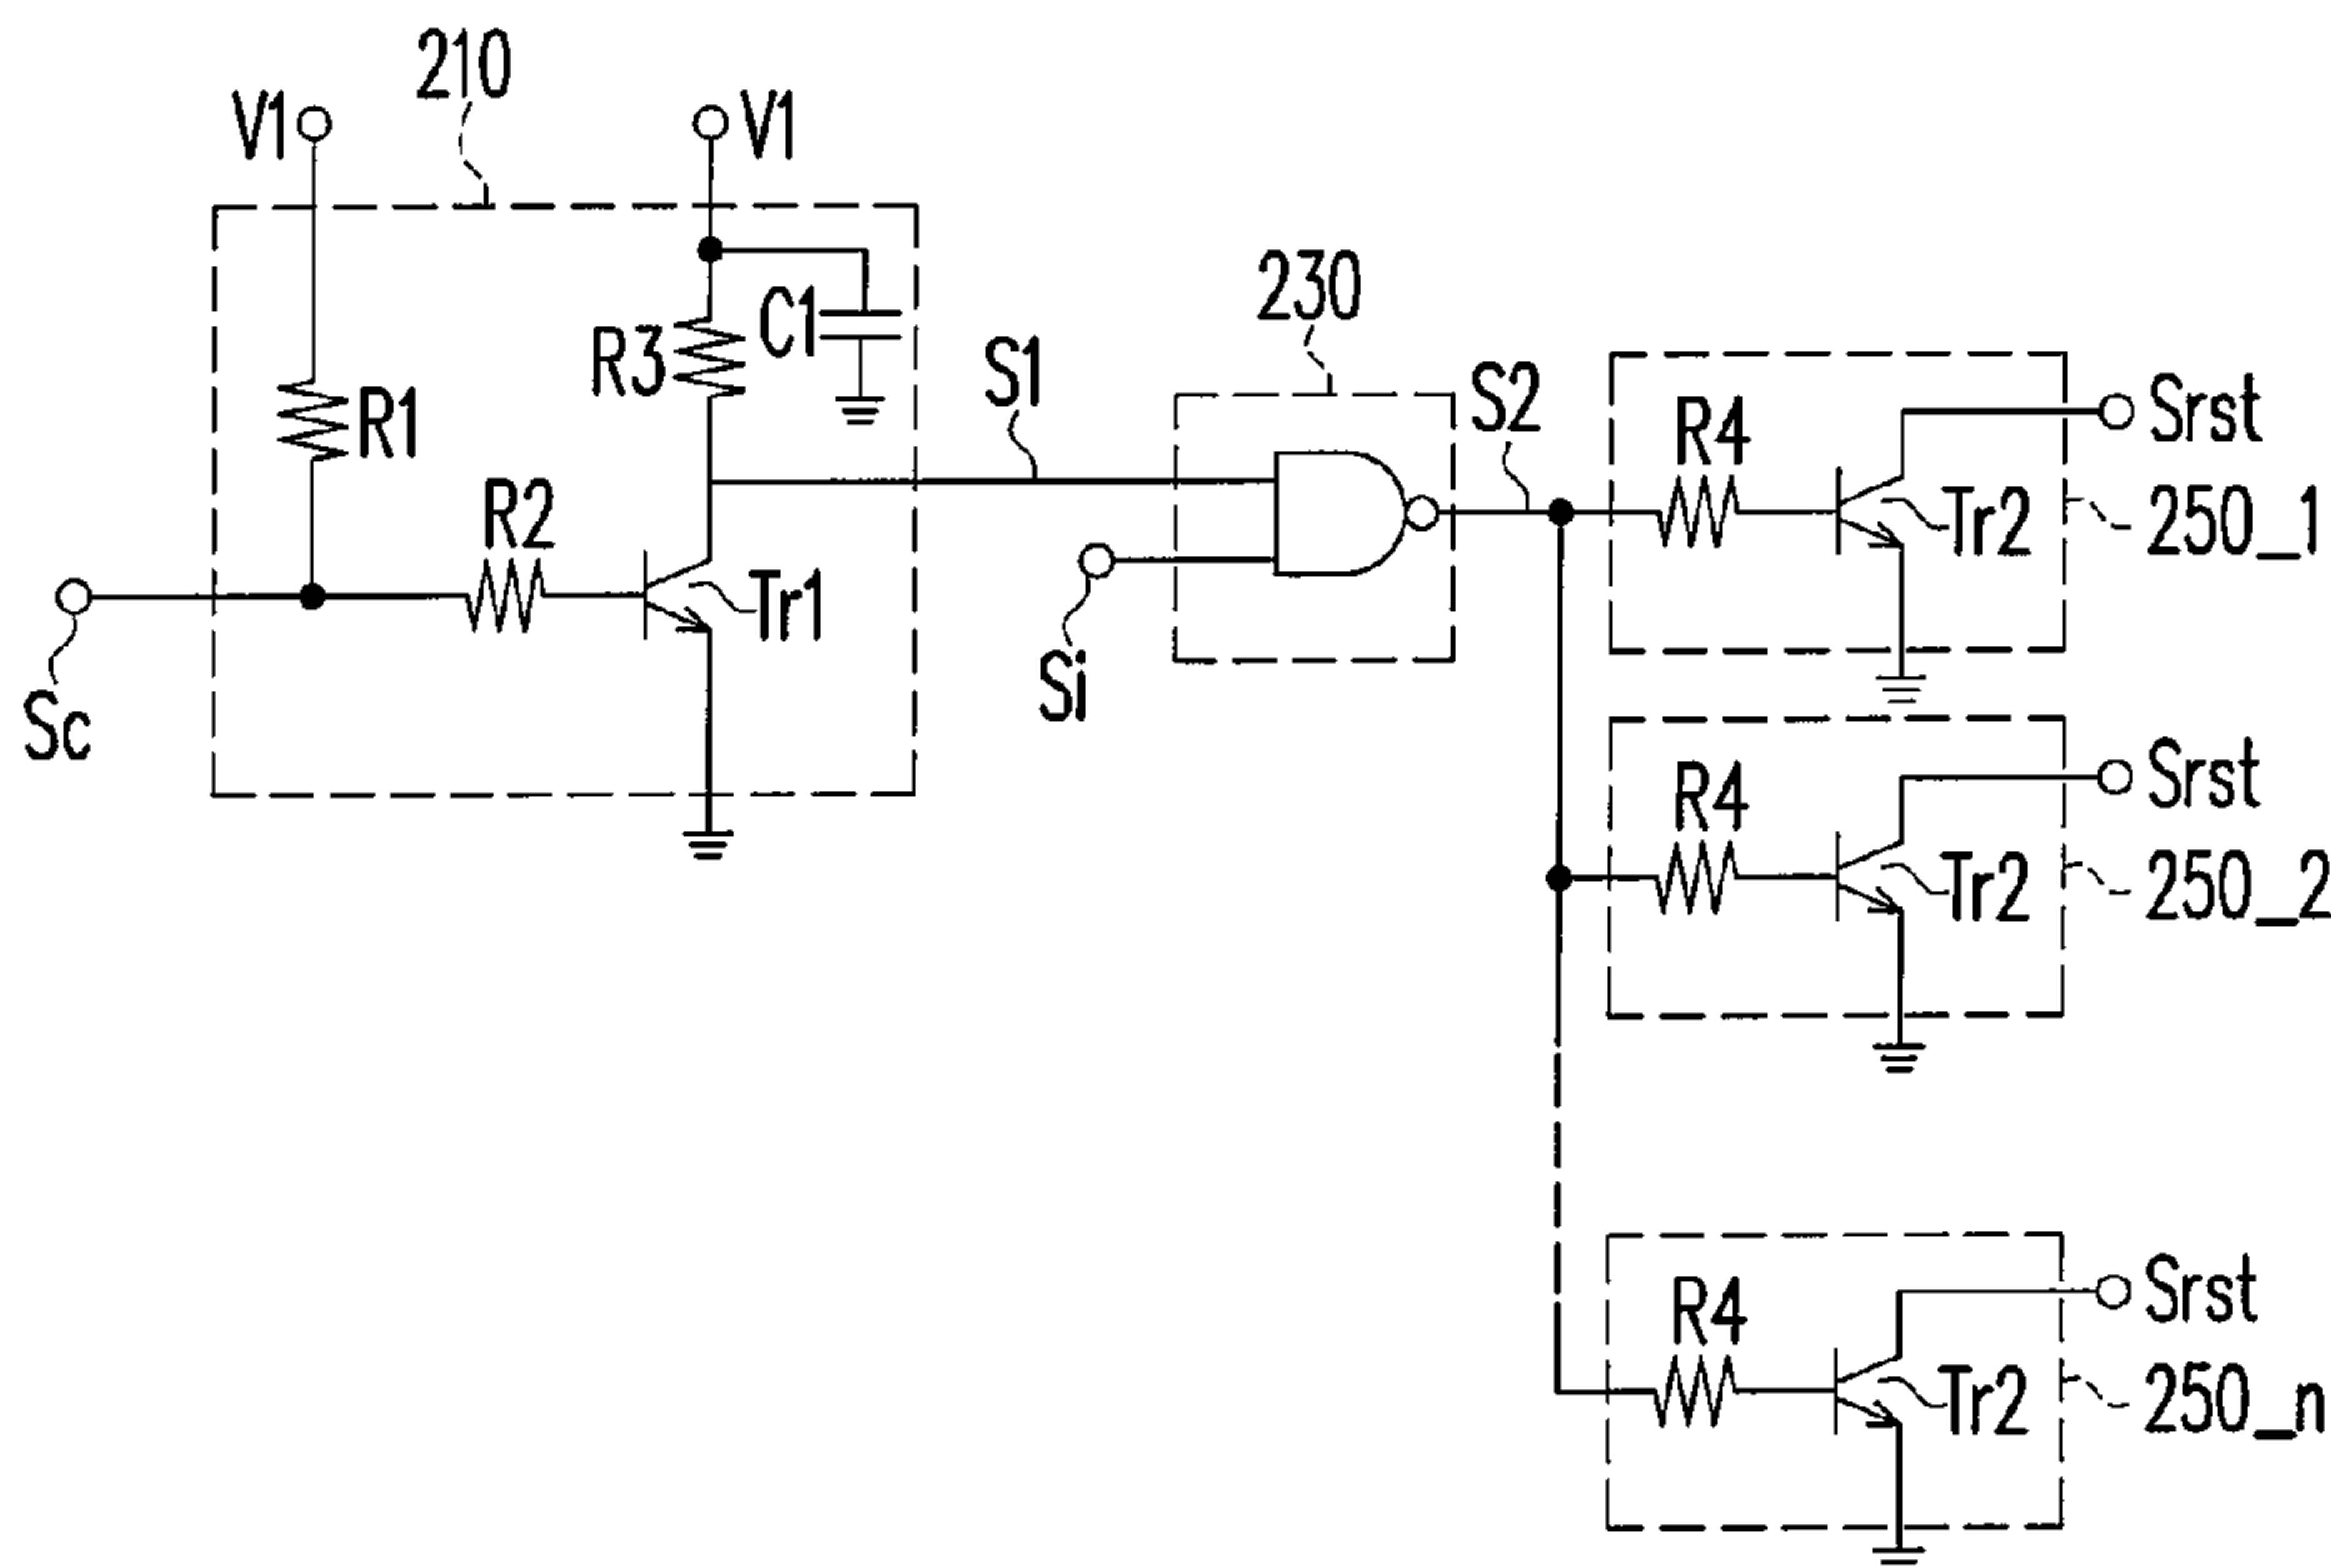 210
V1
V1
R3
C1
R1
R2
Tr1
Sc
S1
230
Si
S2
R4
Tr2
Srst
250_1
R4
Tr2
Srst
250_2
R4
Tr2
Srst
250_n